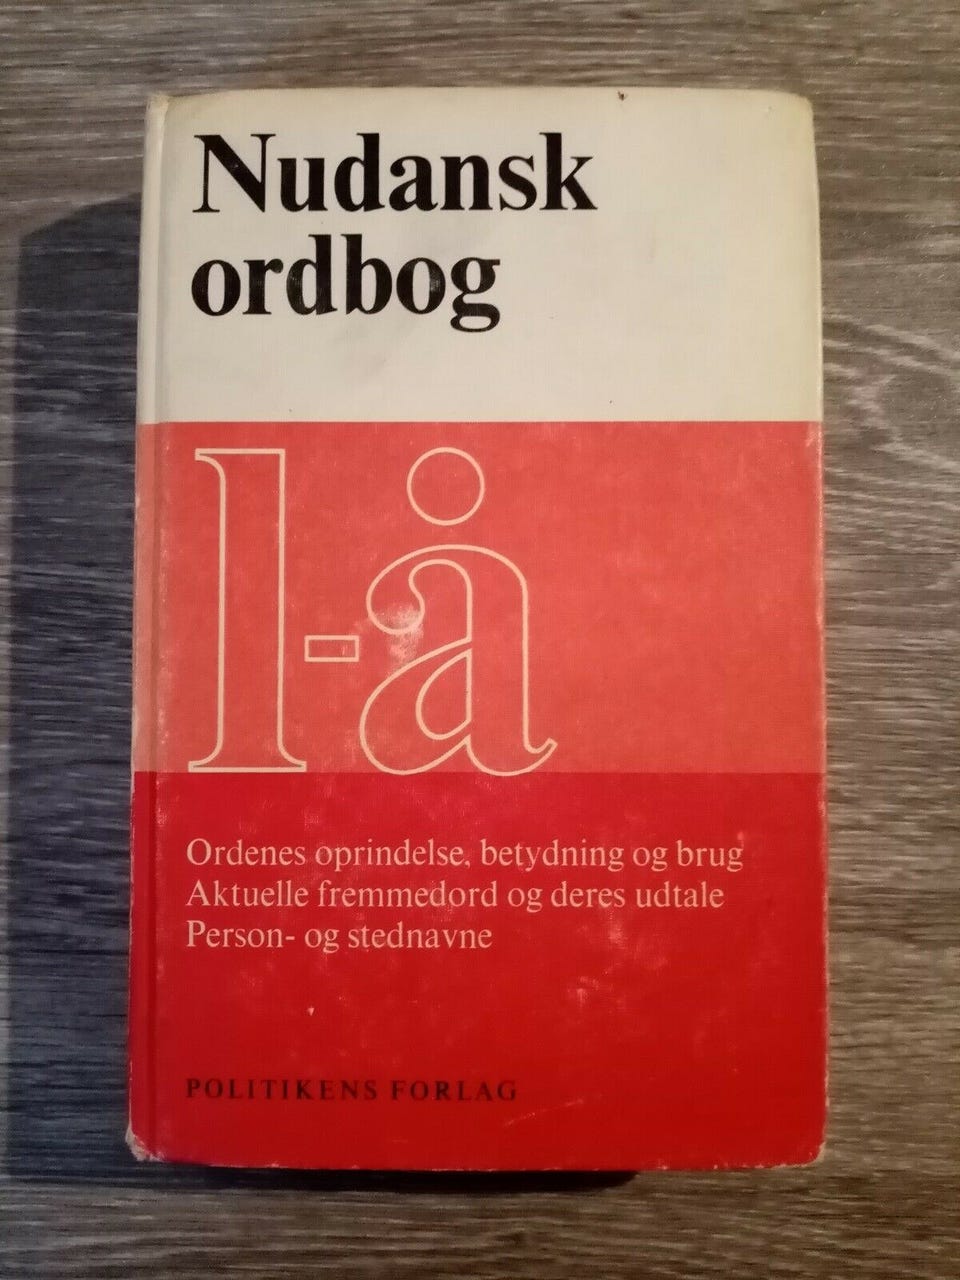 Nudansk
ordbog
l-å
Ordenes oprindelse, betydning og brug
Aktuelle fremmedord og deres udtale
Person- og stednavne
POLITIKENS FORLAG